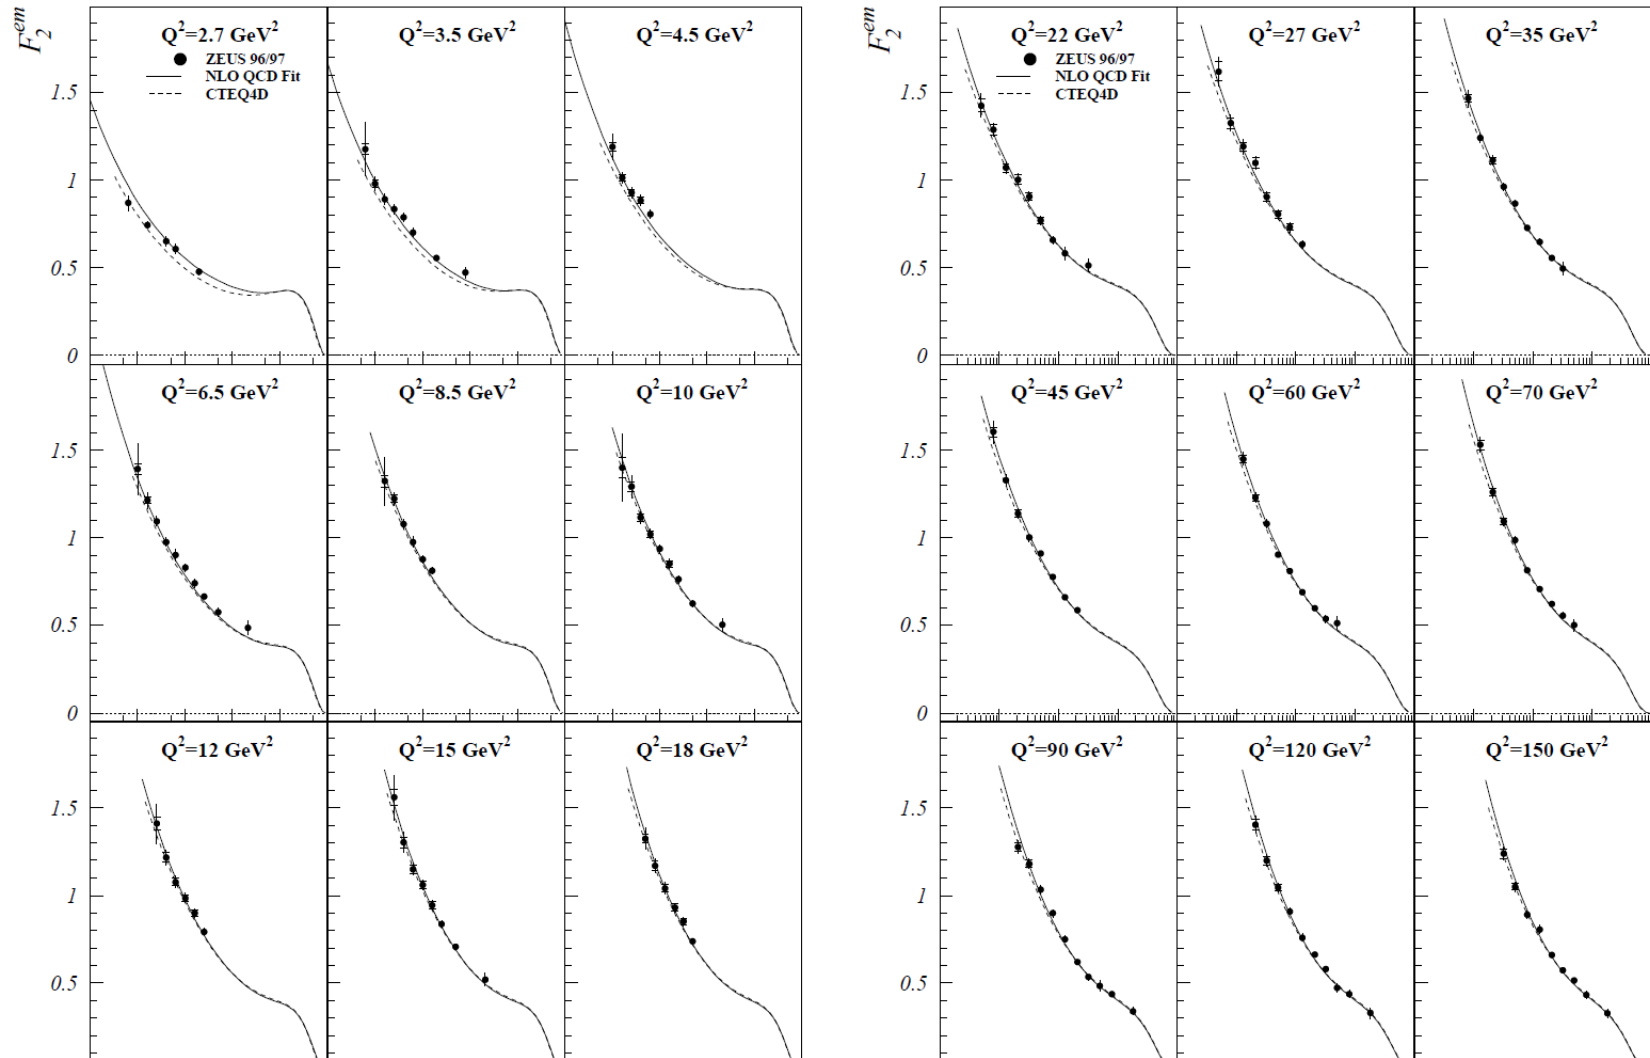 F₂ᵉᵐ
Q²=2.7 GeV²
Q²=3.5 GeV²
Q²=4.5 GeV²
ZEUS 96/97
NLO QCD Fit
CTEQ4D
1.5
1
0.5
0
Q²=6.5 GeV²
Q²=8.5 GeV²
Q²=10 GeV²
1.5
1
0.5
0
Q²=12 GeV²
Q²=15 GeV²
Q²=18 GeV²
1.5
1
0.5
F₂ᵉᵐ
Q²=22 GeV²
Q²=27 GeV²
Q²=35 GeV²
ZEUS 96/97
NLO QCD Fit
CTEQ4D
1.5
1
0.5
0
Q²=45 GeV²
Q²=60 GeV²
Q²=70 GeV²
1.5
1
0.5
0
Q²=90 GeV²
Q²=120 GeV²
Q²=150 GeV²
1.5
1
0.5